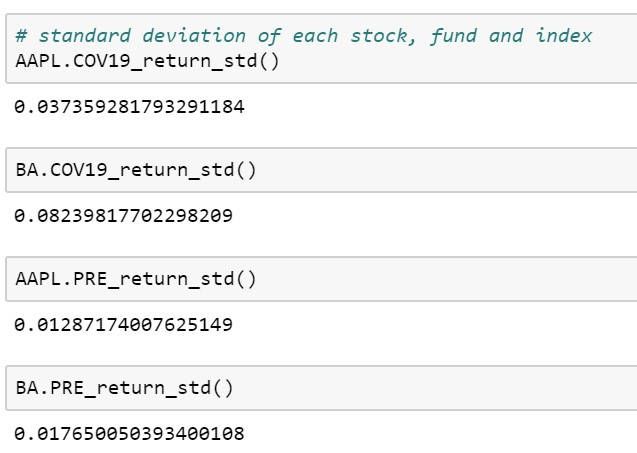 # standard deviation of each stock, fund and index
AAPL.COV19_return_std()
0.037359281793291184
BA.COV19_return_std()
0.08239817702298209
AAPL.PRE_return_std()
0.01287174007625149
BA.PRE_return_std()
0.017650050393400108